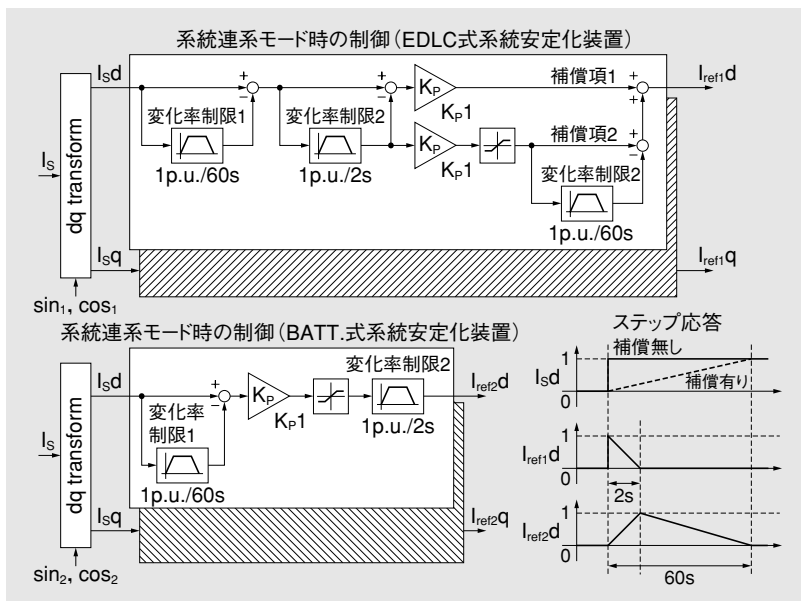 系統連系モード時の制御(EDLC式系統安定化装置)
ISd
Iref1d
+
−
+
−
KP
KP1
補償項1
+
+
変化率制限1
1p.u./60s
変化率制限2
1p.u./2s
KP
KP1
補償項2
+
−
変化率制限2
1p.u./60s
IS
dq transform
ISq
Iref1q
sin1, cos1
系統連系モード時の制御(BATT.式系統安定化装置)
ISd
Iref2d
+
−
KP
KP1
変化率制限2
1p.u./2s
変化率
制限1
1p.u./60s
IS
dq transform
ISq
Iref2q
sin2, cos2
ステップ応答
補償無し
1
ISd
補償有り
0
1
Iref1d
0
2s
1
Iref2d
0
60s